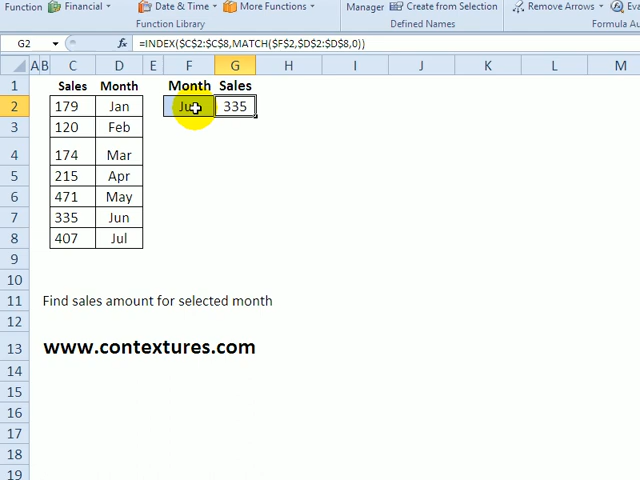 Function Financial Date & Time More Functions Manager Create from Selection Remove Arrows
Function Library Defined Names Formula Au
G2 fx =INDEX($C$2:$C$8,MATCH($F$2,$D$2:$D$8,0))
A B C D E F G H I J K L M
1 Sales Month Month Sales
2 179 Jan 335
3 120 Feb
4 174 Mar
5 215 Apr
6 471 May
7 335 Jun
8 407 Jul
9
10
11 Find sales amount for selected month
12
13 www.contextures.com
14
15
16
17
18
19